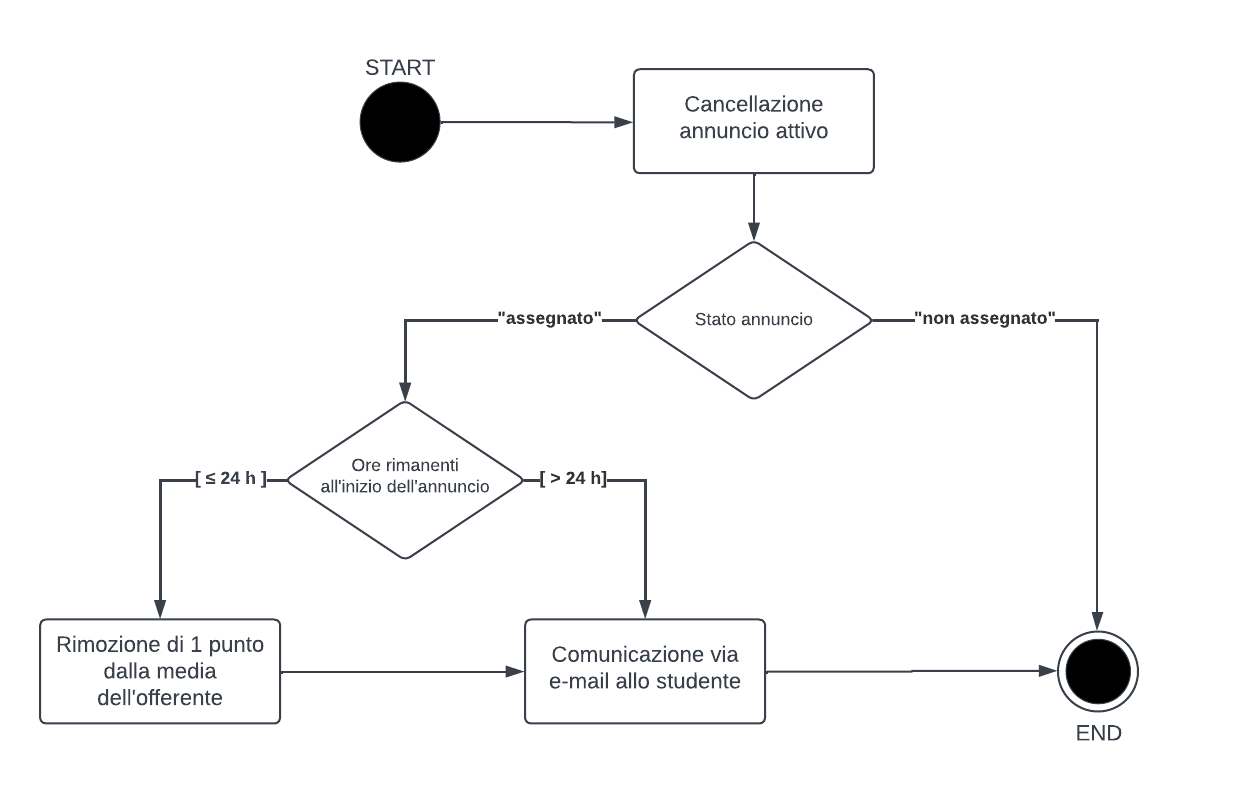 START
Cancellazione
annuncio attivo
"assegnato"
Stato annuncio
"non assegnato"
[ ≤ 24 h ]
Ore rimanenti
all'inizio dell'annuncio
[ > 24 h]
Rimozione di 1 punto
dalla media
dell'offerente
Comunicazione via
e-mail allo studente
END